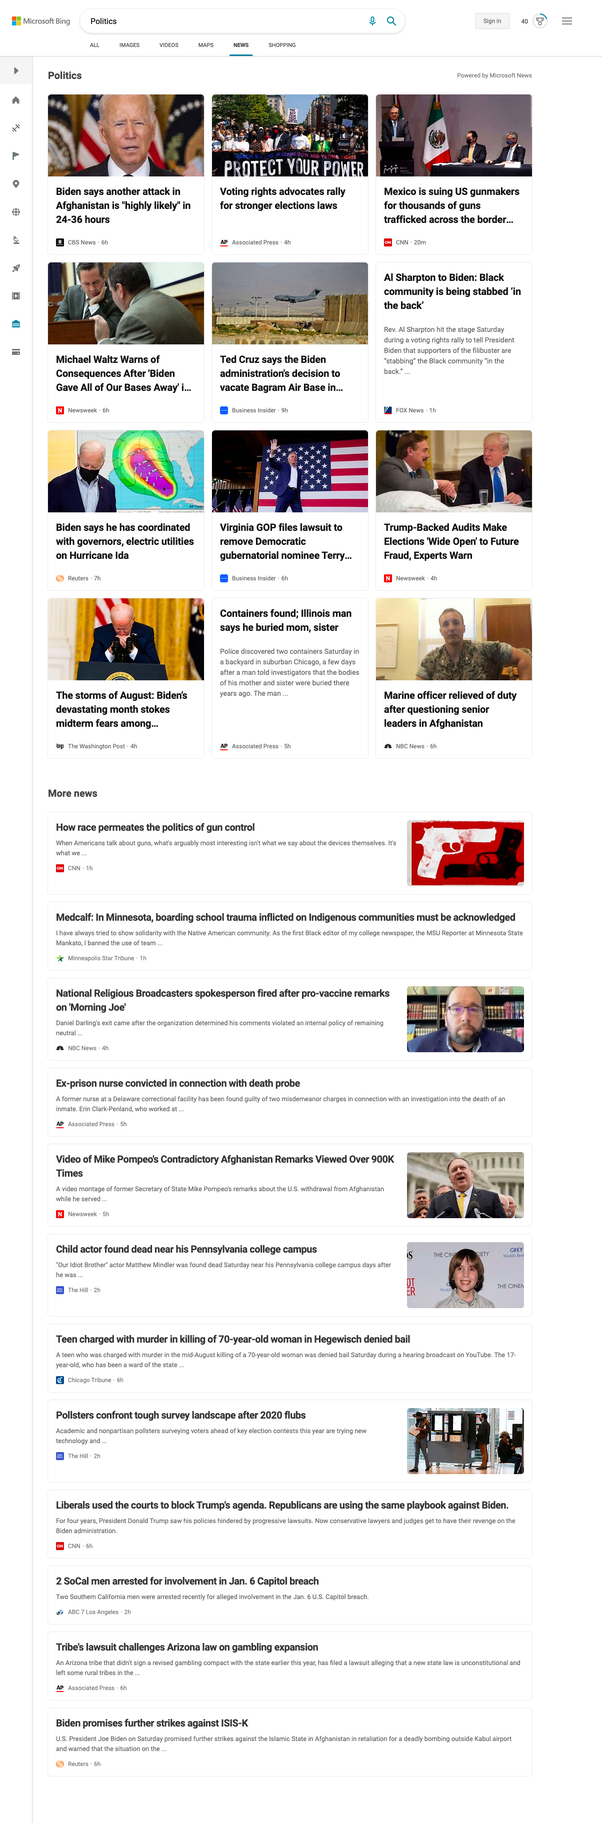 Microsoft Bing
Politics
Sign in
40
ALL
IMAGES
VIDEOS
MAPS
NEWS
SHOPPING
Politics
Powered by Microsoft News
PROTECT YOUR POWER
Biden says another attack in
Afghanistan is "highly likely" in
24-36 hours
CBS News · 6h
Voting rights advocates rally
for stronger elections laws
AP
Associated Press · 4h
Mexico is suing US gunmakers
for thousands of guns
trafficked across the border…
CNN · 20m
Michael Waltz Warns of
Consequences After 'Biden
Gave All of Our Bases Away' i…
N
Newsweek · 6h
Ted Cruz says the Biden
administration's decision to
vacate Bagram Air Base in…
Business Insider · 9h
Al Sharpton to Biden: Black
community is being stabbed ‘in
the back’
Rev. Al Sharpton hit the stage Saturday
during a voting rights rally to tell President
Biden that supporters of the filibuster are
"stabbing" the Black community "in the
back." ...
FOX News · 1h
Biden says he has coordinated
with governors, electric utilities
on Hurricane Ida
Reuters · 7h
Virginia GOP files lawsuit to
remove Democratic
gubernatorial nominee Terry…
Business Insider · 6h
Trump-Backed Audits Make
Elections 'Wide Open' to Future
Fraud, Experts Warn
N
Newsweek · 4h
The storms of August: Biden’s
devastating month stokes
midterm fears among…
wp
The Washington Post · 4h
Containers found; Illinois man
says he buried mom, sister
Police discovered two containers Saturday in
a backyard in suburban Chicago, a few days
after a man told investigators that the bodies
of his mother and sister were buried there
years ago. The man ...
AP
Associated Press · 5h
Marine officer relieved of duty
after questioning senior
leaders in Afghanistan
NBC News · 6h
More news
How race permeates the politics of gun control
When Americans talk about guns, what's arguably most interesting isn't what we say about the devices themselves. It's
what we ...
CNN · 1h
Medcalf: In Minnesota, boarding school trauma inflicted on Indigenous communities must be acknowledged
I have always tried to show solidarity with the Native American community. As the first Black editor of my college newspaper, the MSU Reporter at Minnesota State
Mankato, I banned the use of team ...
Minneapolis Star Tribune · 1h
National Religious Broadcasters spokesperson fired after pro-vaccine remarks
on 'Morning Joe'
Daniel Darling's exit came after the organization determined his comments violated an internal policy of remaining
neutral ...
NBC News · 4h
Ex-prison nurse convicted in connection with death probe
A former nurse at a Delaware correctional facility has been found guilty of two misdemeanor charges in connection with an investigation into the death of an
inmate. Erin Clark-Penland, who worked at ...
AP
Associated Press · 5h
Video of Mike Pompeo's Contradictory Afghanistan Remarks Viewed Over 900K
Times
A video montage of former Secretary of State Mike Pompeo's remarks about the U.S. withdrawal from Afghanistan
while he served ...
N
Newsweek · 5h
Child actor found dead near his Pennsylvania college campus
"Our Idiot Brother" actor Matthew Mindler was found dead Saturday near his Pennsylvania college campus days after
he was ...
The Hill · 2h
THE CIN
ETY
GREY
THE CINEM
Teen charged with murder in killing of 70-year-old woman in Hegewisch denied bail
A teen who was charged with murder in the mid-August killing of a 70-year-old woman was denied bail Saturday during a hearing broadcast on YouTube. The 17-
year-old, who has been a ward of the state ...
Chicago Tribune · 6h
Pollsters confront tough survey landscape after 2020 flubs
Academic and nonpartisan pollsters surveying voters ahead of key election contests this year are trying new
technology and ...
The Hill · 2h
Liberals used the courts to block Trump's agenda. Republicans are using the same playbook against Biden.
For four years, President Donald Trump saw his policies hindered by progressive lawsuits. Now conservative lawyers and judges get to have their revenge on the
Biden administration.
CNN · 6h
2 SoCal men arrested for involvement in Jan. 6 Capitol breach
Two Southern California men were arrested recently for alleged involvement in the Jan. 6 U.S. Capitol breach.
ABC 7 Los Angeles · 2h
Tribe's lawsuit challenges Arizona law on gambling expansion
An Arizona tribe that didn't sign a revised gambling compact with the state earlier this year, has filed a lawsuit alleging that a new state law is unconstitutional and
left some rural tribes in the ...
AP
Associated Press · 6h
Biden promises further strikes against ISIS-K
U.S. President Joe Biden on Saturday promised further strikes against the Islamic State in Afghanistan in retaliation for a deadly bombing outside Kabul airport
and warned that the situation on the ...
Reuters · 6h